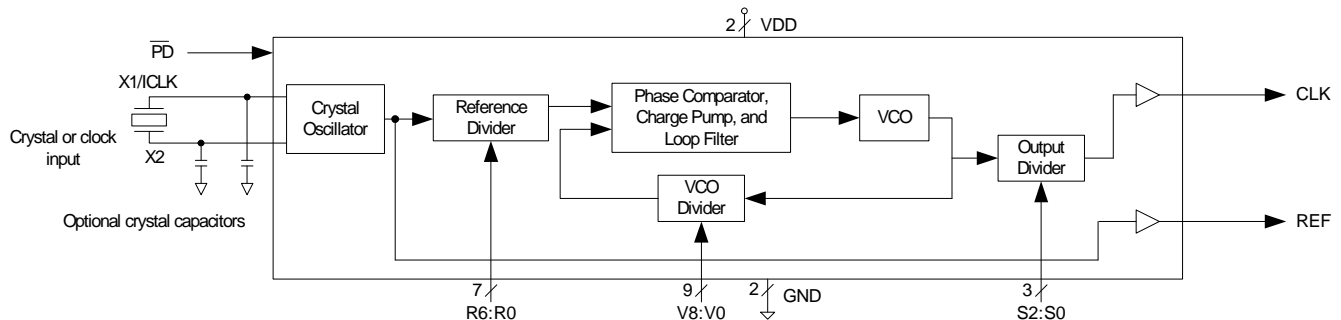 2 VDD
PD
X1/ICLK
Crystal or clock
input
X2
Optional crystal capacitors
Crystal
Oscillator
Reference
Divider
Phase Comparator,
Charge Pump, and
Loop Filter
VCO
VCO
Divider
Output
Divider
CLK
REF
7
R6:R0
9
V8:V0
2
GND
3
S2:S0